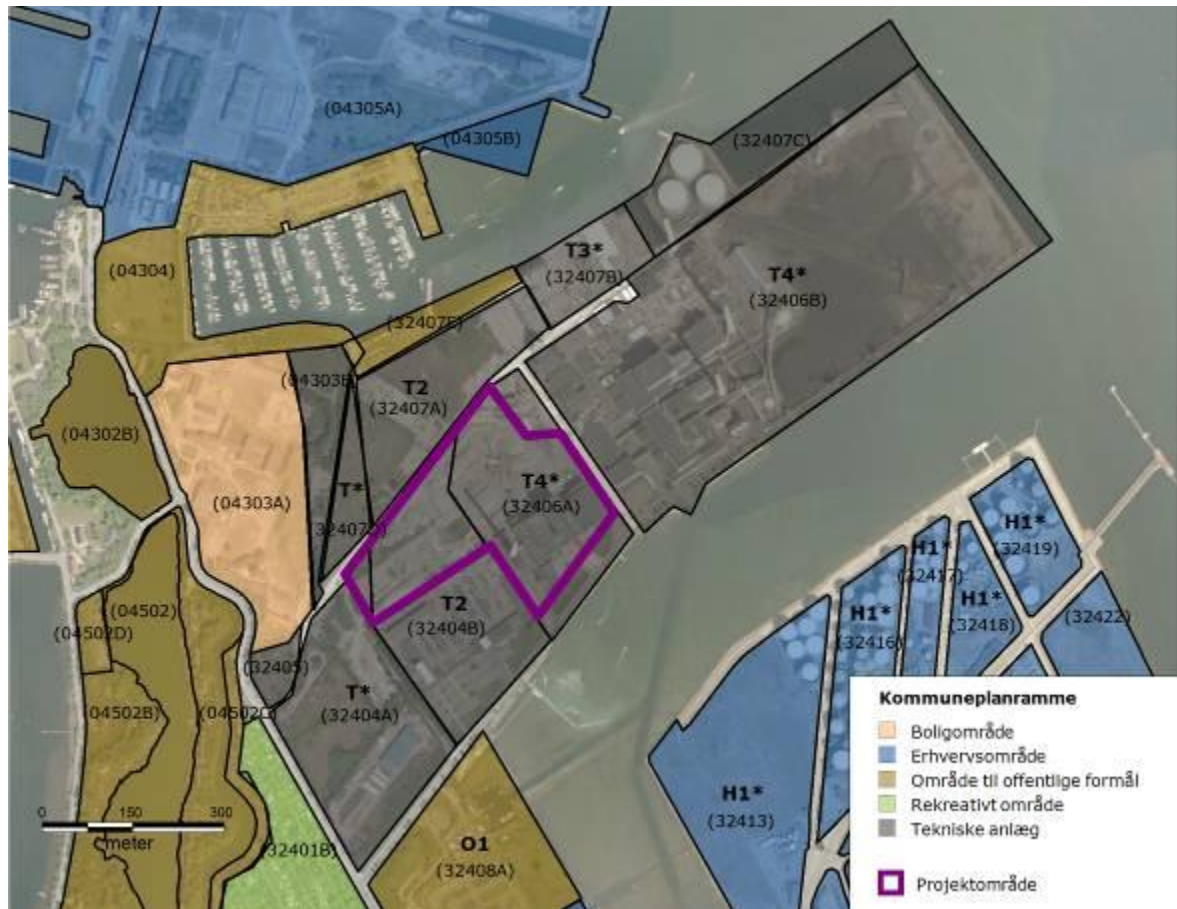 (04305A)
(04305B)
(32407C)
(04304)
T3*
(32407B)
T4*
(32406B)
(32407E)
(04303B)
T2
(32407A)
(04302B)
T4*
(32406A)
(04303A)
T*
32407D)
H1*
(32419)
H1*
(32417)
H1*
(32416)
H1*
(32418)
(32422)
(04502)
(04502D)
T2
(32404B)
(32405)
T*
(32404A)
(04502B)
(04502C)
0 150 300
meter
(32401B)
O1
(32408A)
H1*
(32413)
Kommuneplanramme
Boligområde
Erhvervsområde
Område til offentlige formål
Rekreativt område
Tekniske anlæg
Projektområde